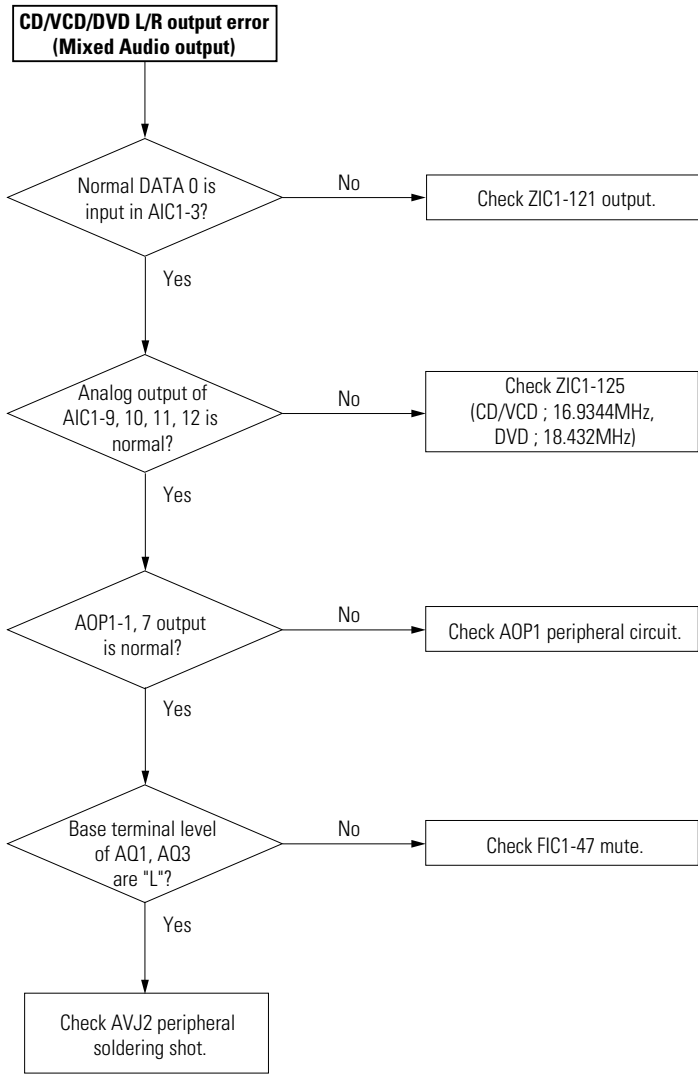 CD/VCD/DVD L/R output error
(Mixed Audio output)
Normal DATA 0 is
input in AIC1-3?
No
Check ZIC1-121 output.
Yes
Analog output of
AIC1-9, 10, 11, 12 is
normal?
No
Check ZIC1-125
(CD/VCD ; 16.9344MHz,
DVD ; 18.432MHz)
Yes
AOP1-1, 7 output
is normal?
No
Check AOP1 peripheral circuit.
Yes
Base terminal level
of AQ1, AQ3
are "L"?
No
Check FIC1-47 mute.
Yes
Check AVJ2 peripheral
soldering shot.